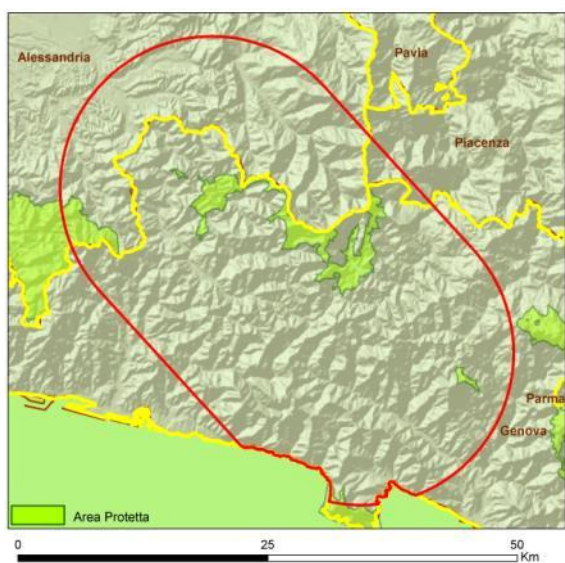 Alessandria
Pavia
Piacenza
Parma
Genova
Area Protetta
0 25 50
Km